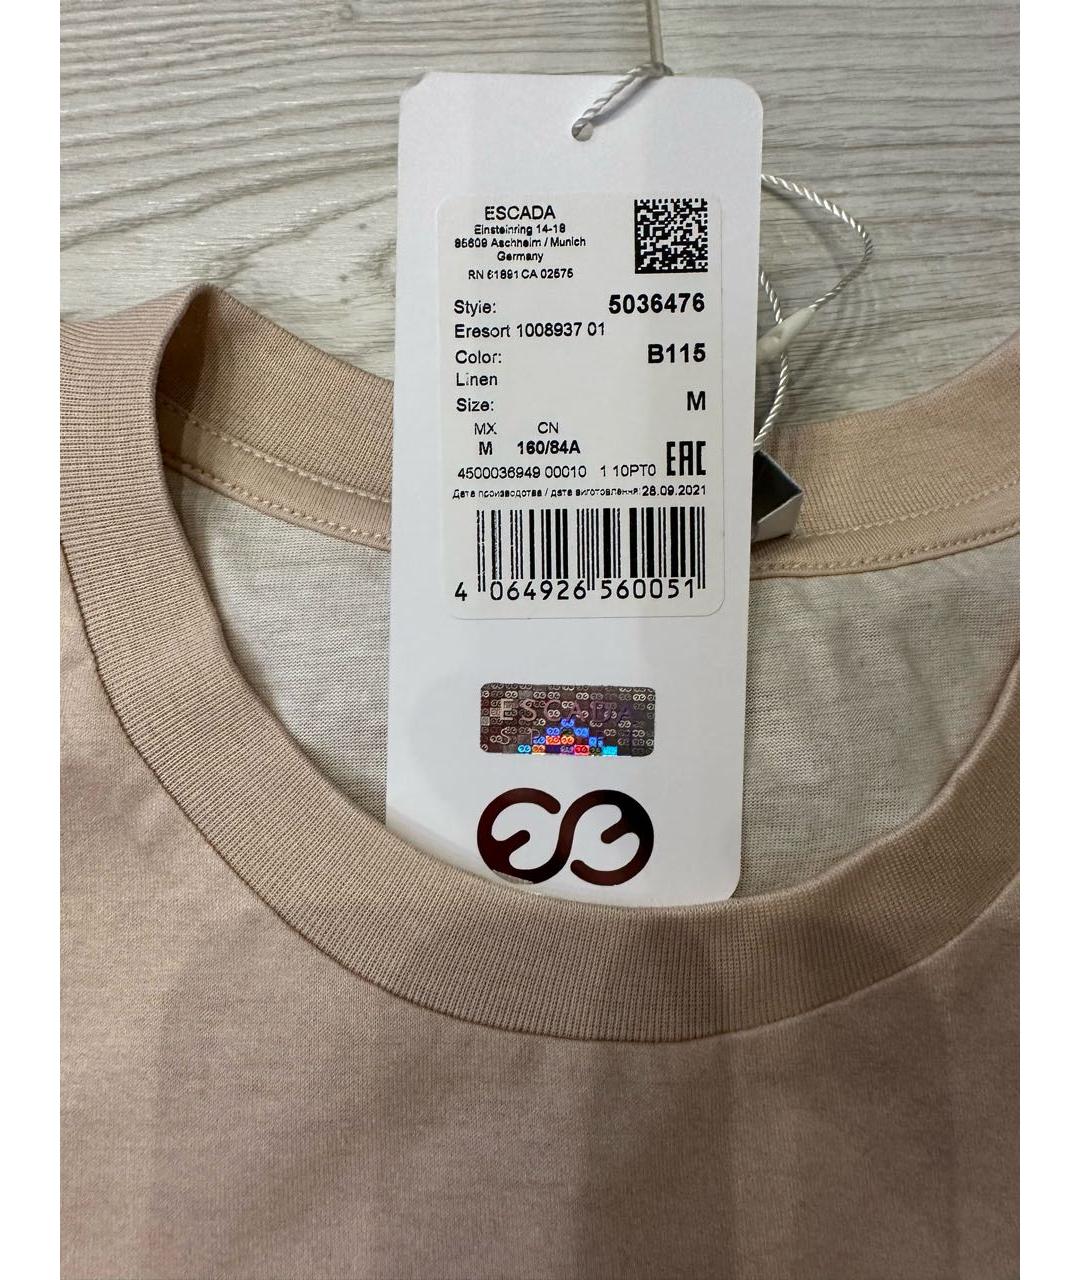 ESCADA
Einsteinring 14-18
85609 Aschheim / Munich
Germany
RN 61891 CA 02575
Style: 5036476
Eresort 1008937 01
Color: B115
Linen
Size: M
MX CN
M 160/84A
4500036949 00010 1 10PT0 EAC
Дата производства / дата виготовлення: 28.09.2021
4 064926 560051
ESCADA